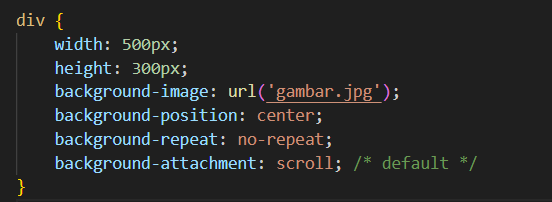 div {
    width: 500px;
    height: 300px;
    background-image: url('gambar.jpg');
    background-position: center;
    background-repeat: no-repeat;
    background-attachment: scroll; /* default */
}